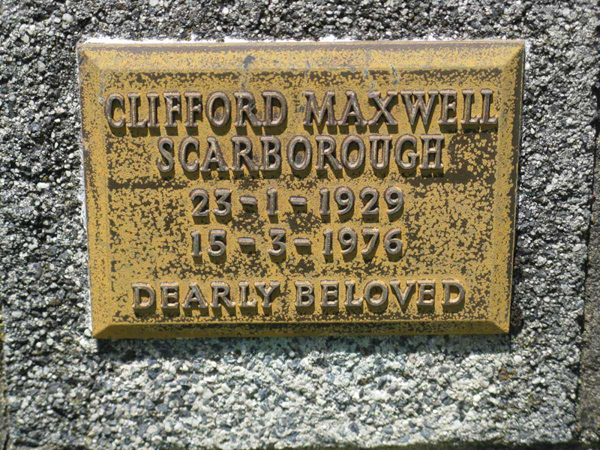 CLIFFORD MAXWELL
SCARBOROUGH
23-1-1929
15-3-1976
DEARLY BELOVED